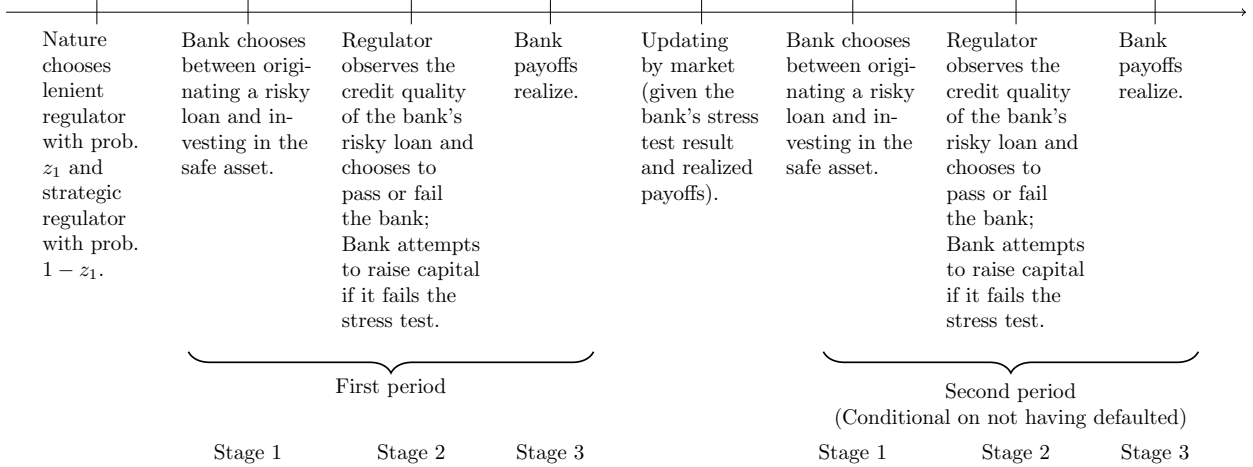 Nature
chooses
lenient
regulator
with prob.
z₁ and
strategic
regulator
with prob.
1 − z₁.
Bank chooses
between origi-
nating a risky
loan and in-
vesting in the
safe asset.
Regulator
observes the
credit quality
of the bank's
risky loan and
chooses to
pass or fail
the bank;
Bank attempts
to raise capital
if it fails the
stress test.
Bank
payoffs
realize.
Updating
by market
(given the
bank's stress
test result
and realized
payoffs).
Bank chooses
between origi-
nating a risky
loan and in-
vesting in the
safe asset.
Regulator
observes the
credit quality
of the bank's
risky loan and
chooses to
pass or fail
the bank;
Bank attempts
to raise capital
if it fails the
stress test.
Bank
payoffs
realize.
First period
Second period
(Conditional on not having defaulted)
Stage 1
Stage 2
Stage 3
Stage 1
Stage 2
Stage 3